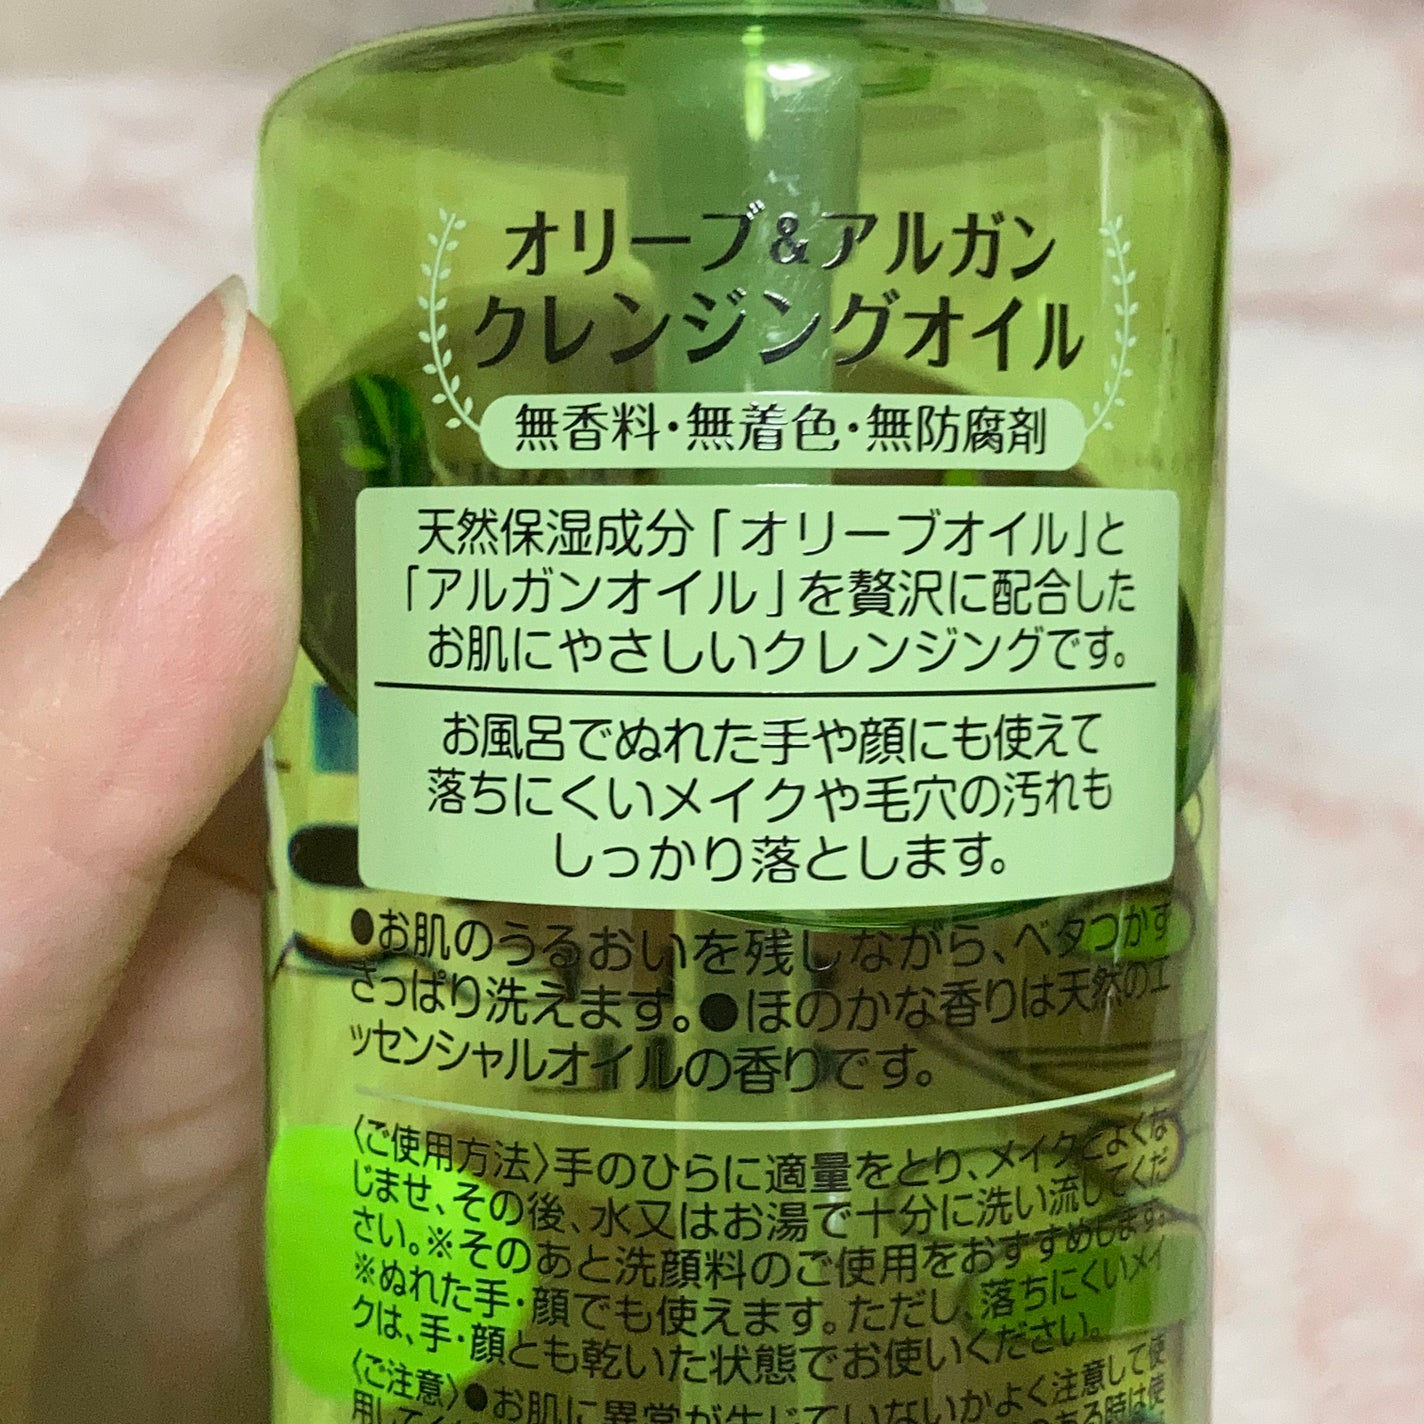 オリーブ&アルガン
クレンジングオイル
無香料・無着色・無防腐剤
天然保湿成分「オリーブオイル」と
「アルガンオイル」を贅沢に配合した
お肌にやさしいクレンジングです。
お風呂でぬれた手や顔にも使えて
落ちにくいメイクや毛穴の汚れも
しっかり落とします。
●お肌のうるおいを残しながら、ベタつかず
さっぱり洗えます。●ほのかな香りは天然のエ
ッセンシャルオイルの香りです。
〈ご使用方法〉手のひらに適量をとり、メイクとよくな
じませ、その後、水又はお湯で十分に洗い流してくだ
さい。※そのあと洗顔料のご使用をおすすめします。
※ぬれた手・顔でも使えます。ただし、落ちにくいメイ
クは、手・顔とも乾いた状態でお使いください。
〈ご注意〉●お肌に異常が生じていないかよく注意して使
用して
ある時は使